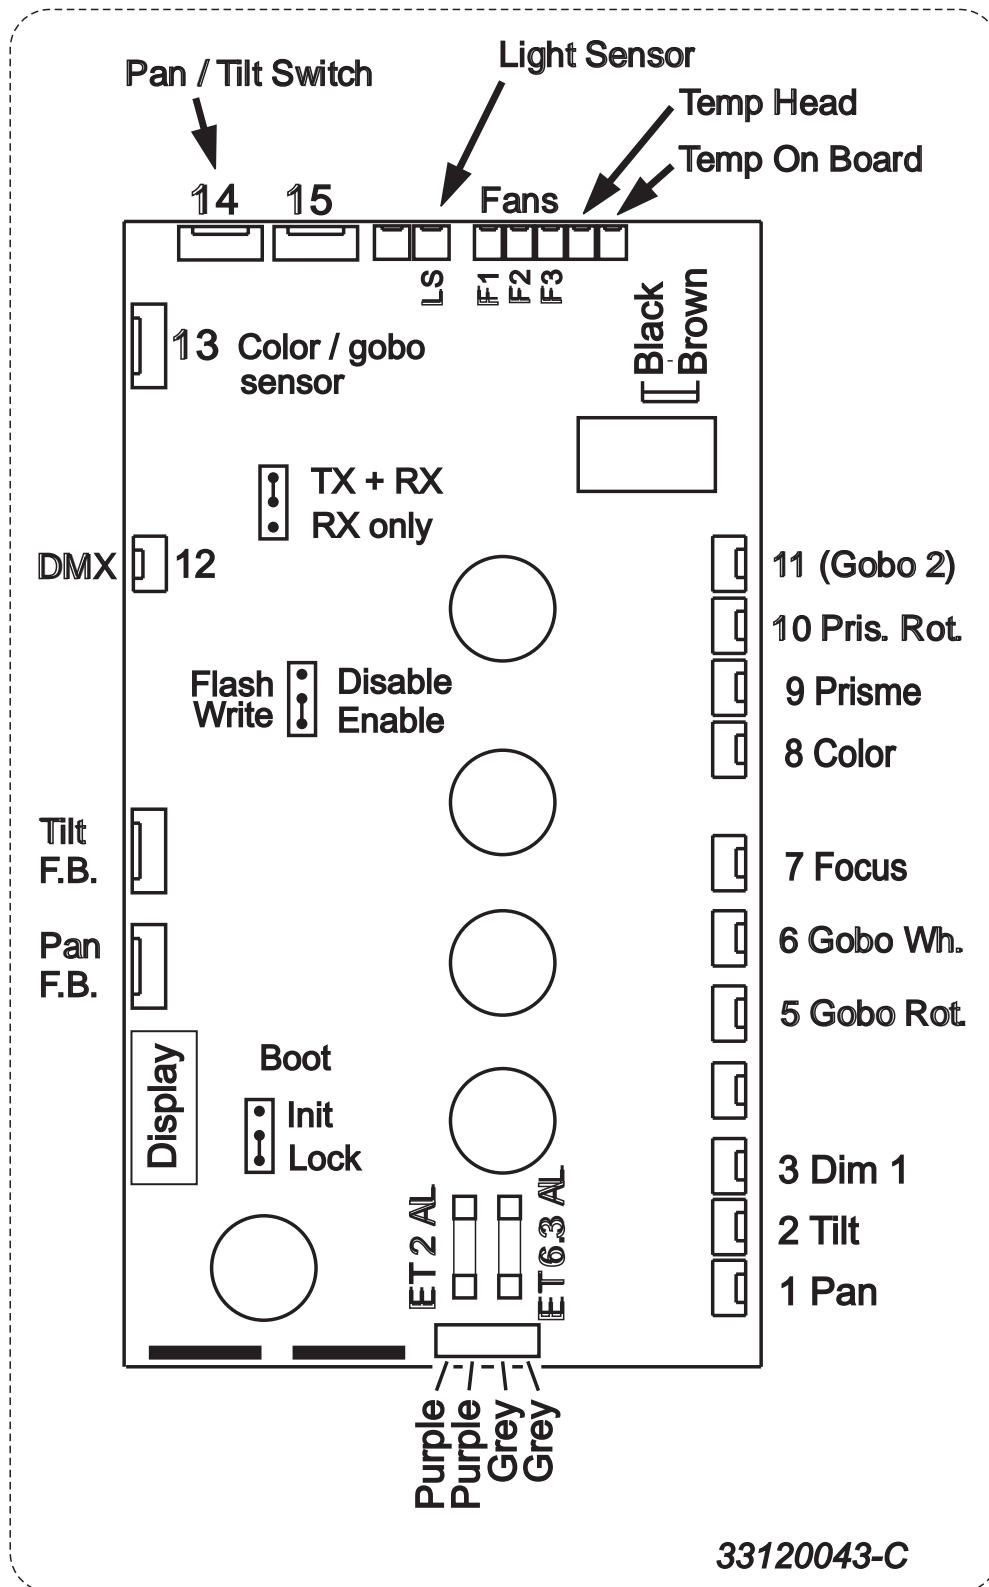 Light Sensor
Pan / Tilt Switch
Temp Head
Temp On Board
14
15
Fans
LS
F1
F2
F3
Black
Brown
13 Color / gobo
sensor
TX + RX
RX only
DMX
12
11 (Gobo 2)
10 Pris. Rot.
Flash
Write
Disable
Enable
9 Prisme
8 Color
Tilt
F.B.
7 Focus
Pan
F.B.
6 Gobo Wh.
5 Gobo Rot.
Display
Boot
Init
Lock
3 Dim 1
2 Tilt
1 Pan
ET 2 AL
ET 6.3 AL
Purple
Purple
Grey
Grey
33120043-C